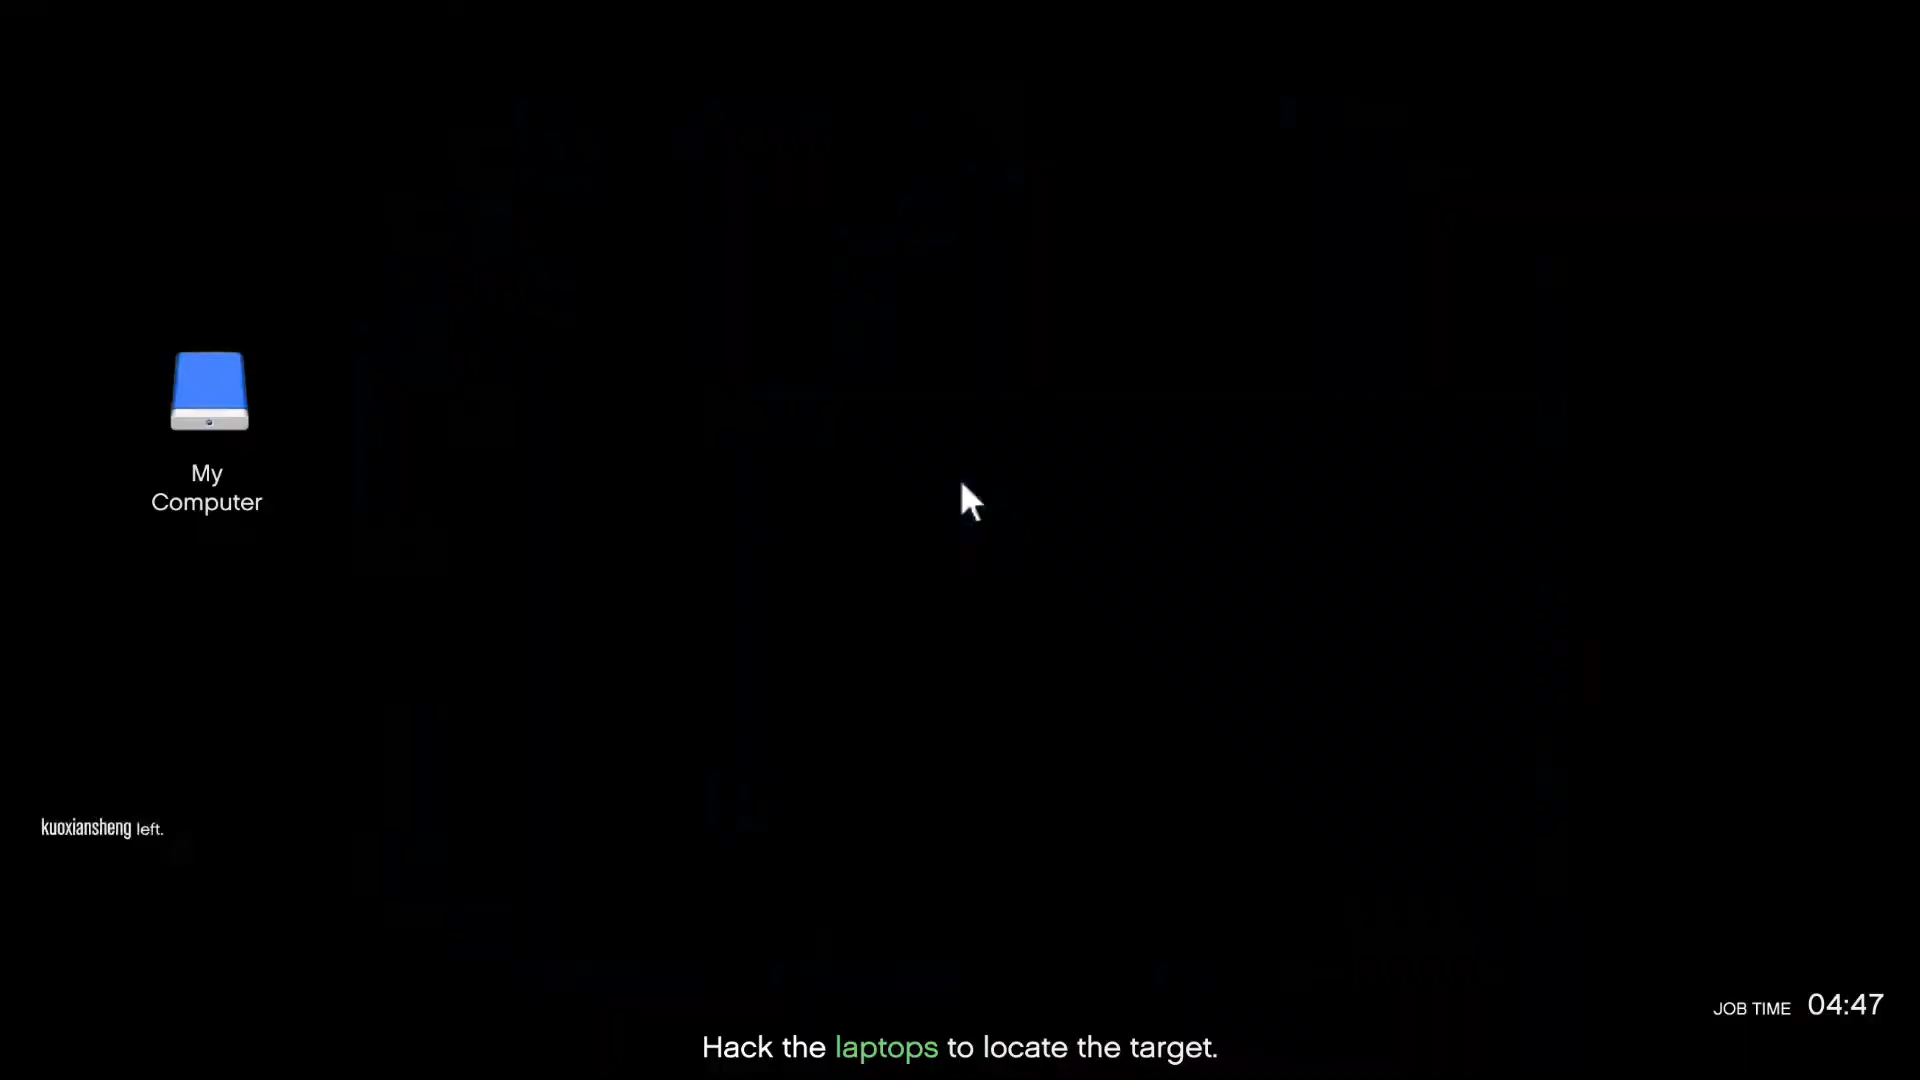 My
Computer
kuoxiansheng left.
JOB TIME 04:47
Hack the laptops to locate the target.